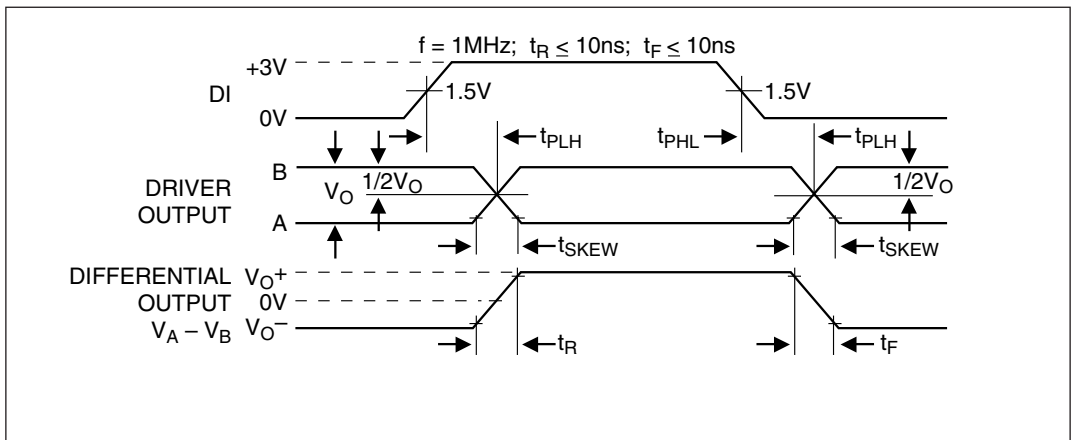 f = 1MHz; tR ≤ 10ns; tF ≤ 10ns
+3V
DI
1.5V
1.5V
0V
tPLH
tPHL
tPLH
B
DRIVER
OUTPUT
VO
1/2VO
1/2VO
A
tSKEW
tSKEW
DIFFERENTIAL
OUTPUT
VA – VB
VO+
0V
VO–
tR
tF